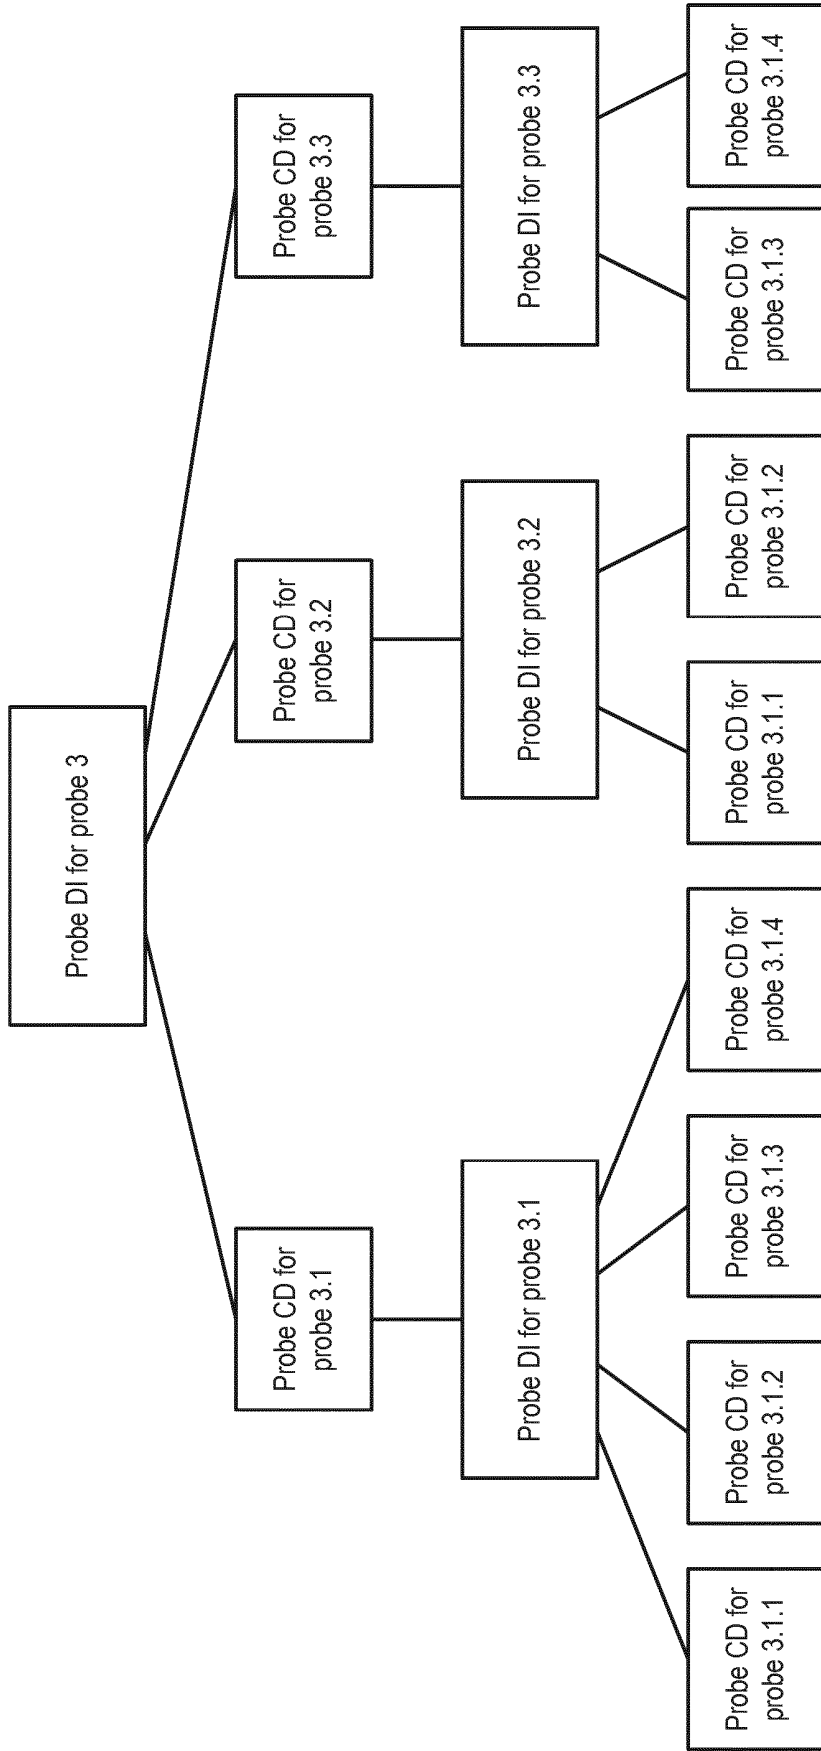 Probe DI for probe 3
Probe CD for
probe 3.1
Probe CD for
probe 3.2
Probe CD for
probe 3.3
Probe DI for probe 3.1
Probe DI for probe 3.2
Probe DI for probe 3.3
Probe CD for
probe 3.1.1
Probe CD for
probe 3.1.2
Probe CD for
probe 3.1.3
Probe CD for
probe 3.1.4
Probe CD for
probe 3.1.1
Probe CD for
probe 3.1.2
Probe CD for
probe 3.1.3
Probe CD for
probe 3.1.4